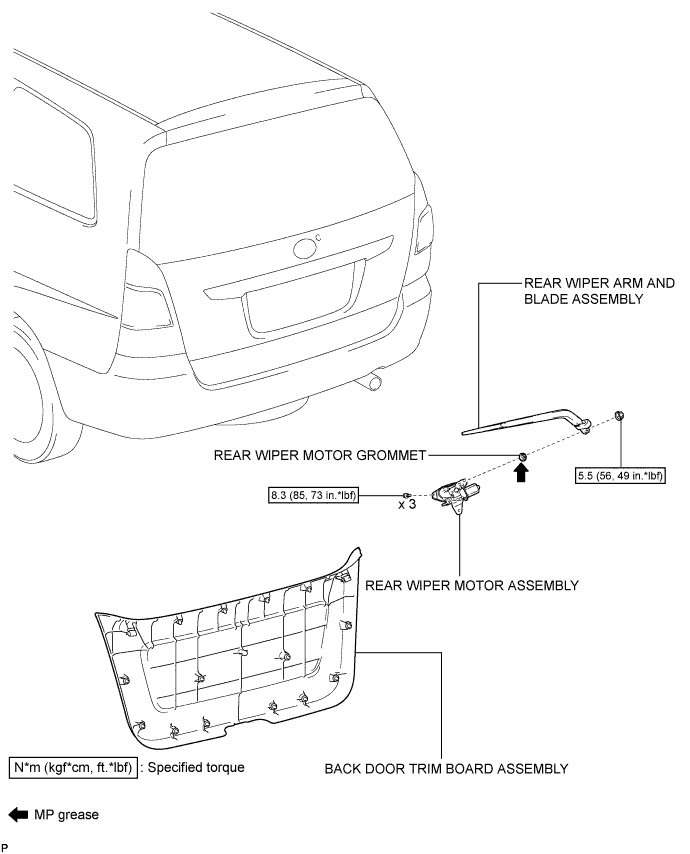 C
REAR WIPER ARM AND
BLADE ASSEMBLY
REAR WIPER MOTOR GROMMET
5.5 (56, 49 in.*lbf)
8.3 (85, 73 in.*lbf)
x 3
REAR WIPER MOTOR ASSEMBLY
N*m (kgf*cm, ft.*lbf) : Specified torque
BACK DOOR TRIM BOARD ASSEMBLY
MP grease
P